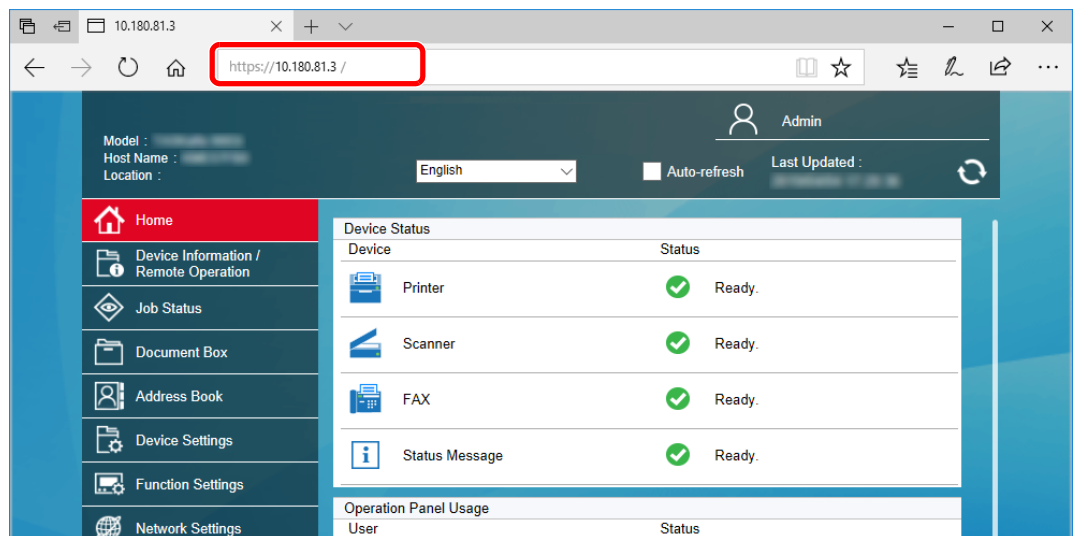 10.180.81.3
https://10.180.81.3 /
Admin
Model :
Host Name :
Location :
English
Auto-refresh
Last Updated :
Home
Device Information /
Remote Operation
Job Status
Document Box
Address Book
Device Settings
Function Settings
Network Settings
Device Status
Device Status
Printer Ready.
Scanner Ready.
FAX Ready.
Status Message Ready.
Operation Panel Usage
User Status